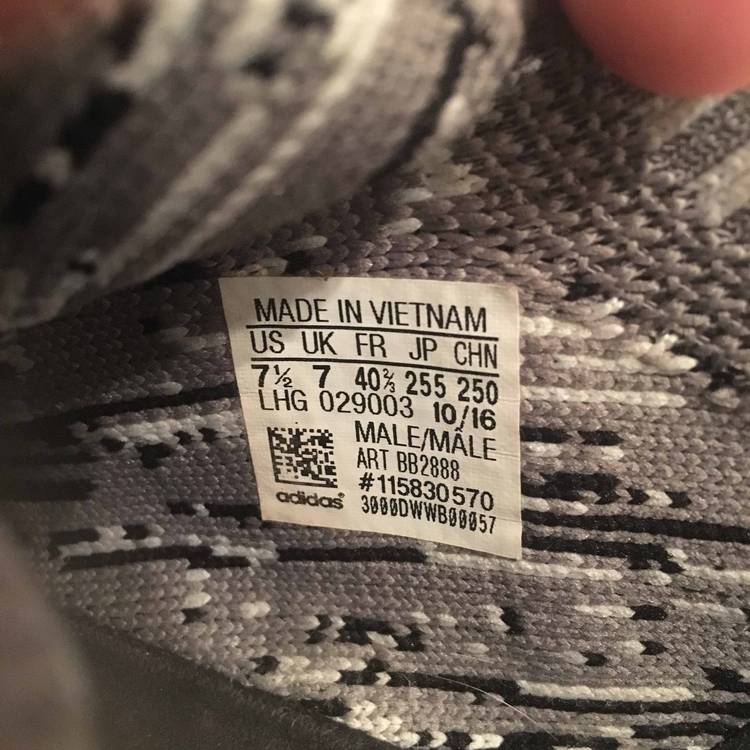 MADE IN VIETNAM
US UK FR JP CHN
7½ 7 40⅔ 255 250
LHG 029003 10/16
MALE/MÂLE
ART BB2888
#115830570
adidas® 3000DWWB00057